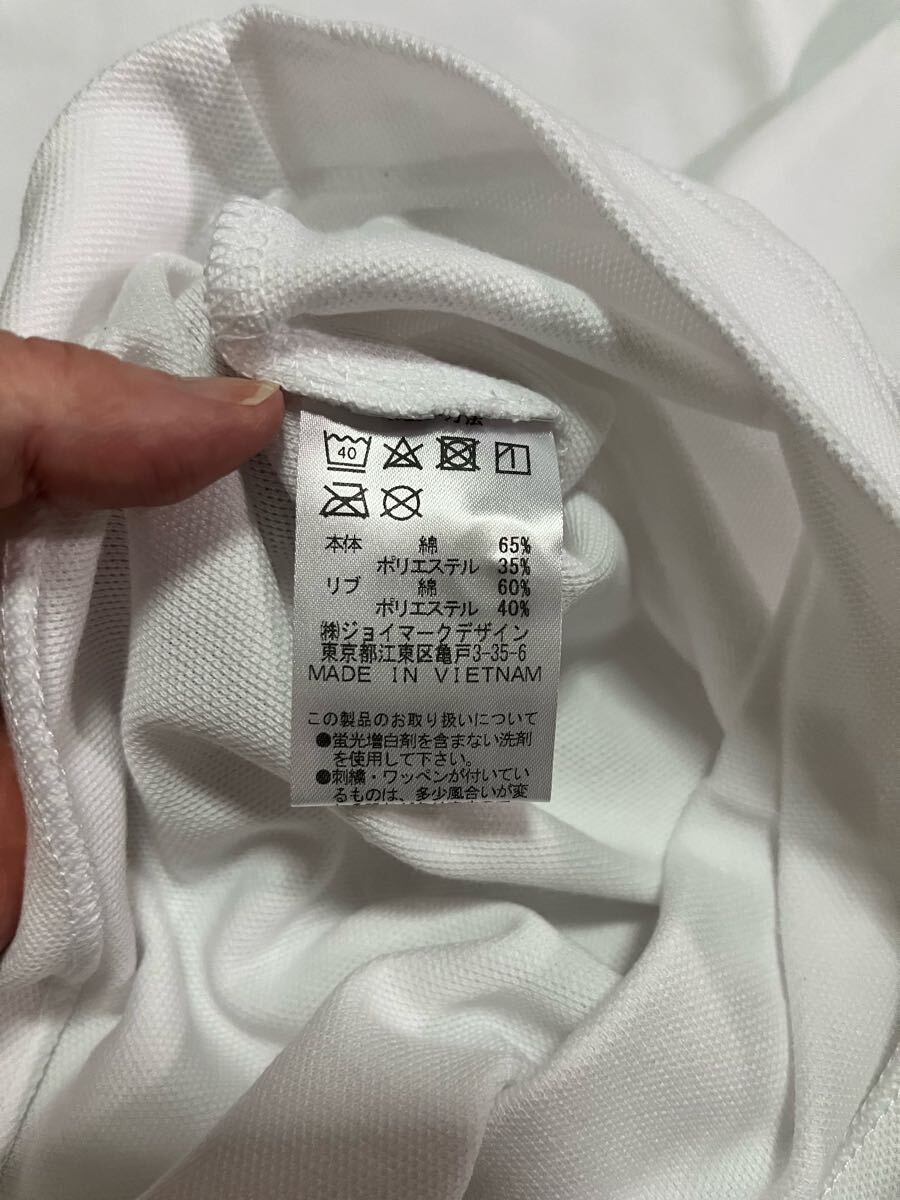 40
本体 綿 65%
ポリエステル 35%
リブ 綿 60%
ポリエステル 40%
㈱ジョイマークデザイン
東京都江東区亀戸3-35-6
MADE IN VIETNAM
この製品のお取り扱いについて
●蛍光増白剤を含まない洗剤
を使用して下さい。
●刺繍・ワッペンが付いてい
るものは、多少風合いが変